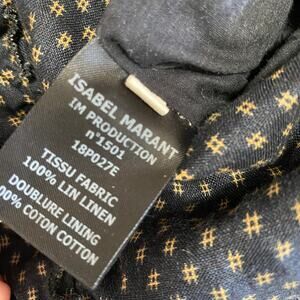 ISABEL MARANT
IM PRODUCTION
n°1501
18P027E
TISSU FABRIC
100% LIN LINEN
DOUBLURE LINING
00% COTON COTTON